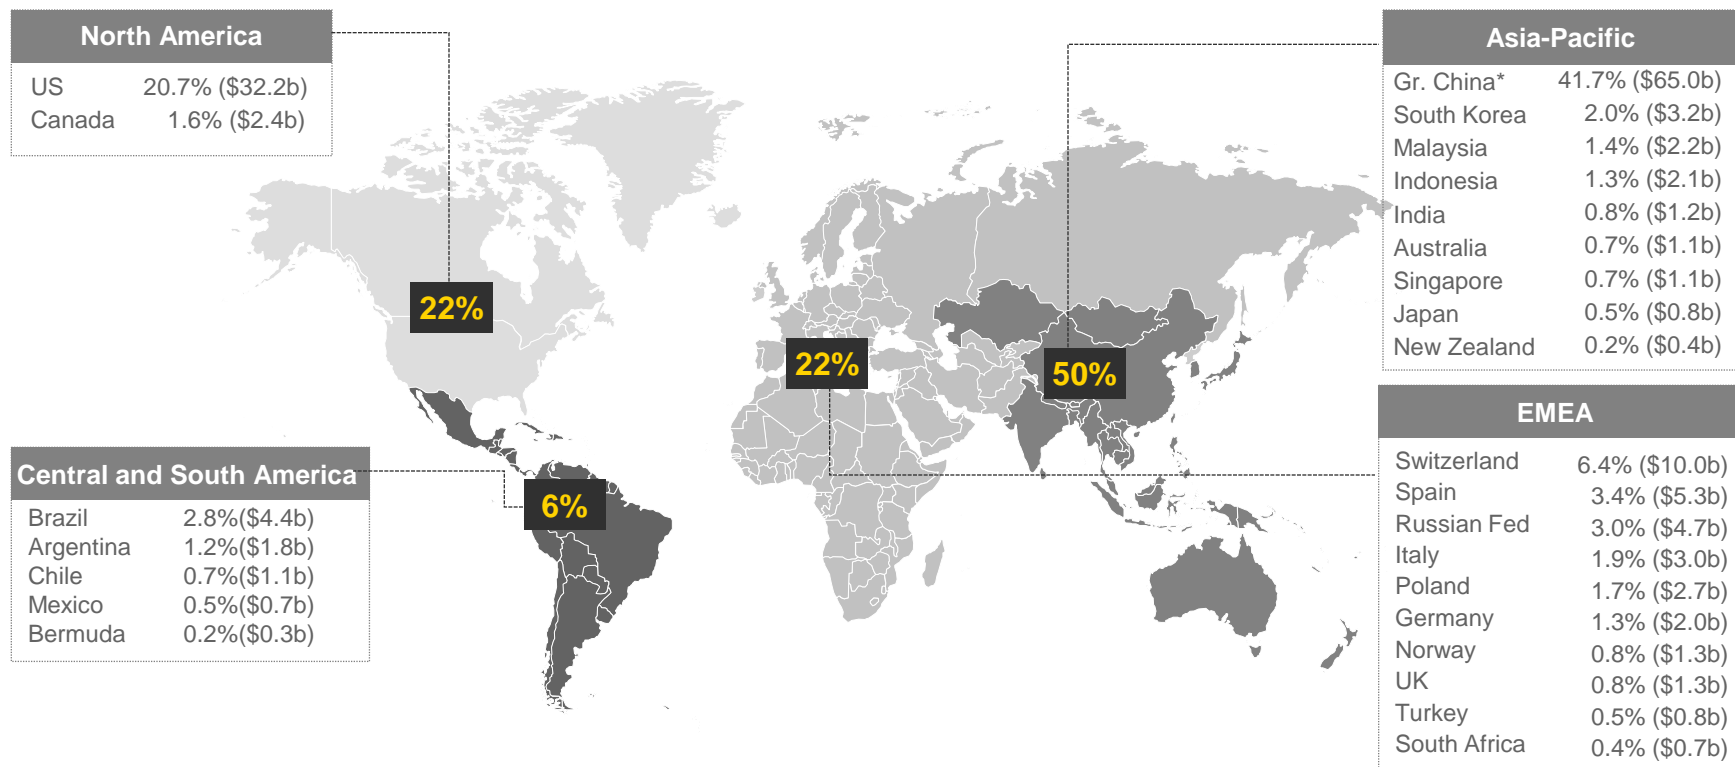 North America
US 20.7% ($32.2b)
Canada 1.6% ($2.4b)
22%
Central and South America
Brazil 2.8%($4.4b)
Argentina 1.2%($1.8b)
Chile 0.7%($1.1b)
Mexico 0.5%($0.7b)
Bermuda 0.2%($0.3b)
6%
22%
50%
Asia-Pacific
Gr. China* 41.7% ($65.0b)
South Korea 2.0% ($3.2b)
Malaysia 1.4% ($2.2b)
Indonesia 1.3% ($2.1b)
India 0.8% ($1.2b)
Australia 0.7% ($1.1b)
Singapore 0.7% ($1.1b)
Japan 0.5% ($0.8b)
New Zealand 0.2% ($0.4b)
EMEA
Switzerland 6.4% ($10.0b)
Spain 3.4% ($5.3b)
Russian Fed 3.0% ($4.7b)
Italy 1.9% ($3.0b)
Poland 1.7% ($2.7b)
Germany 1.3% ($2.0b)
Norway 0.8% ($1.3b)
UK 0.8% ($1.3b)
Turkey 0.5% ($0.8b)
South Africa 0.4% ($0.7b)